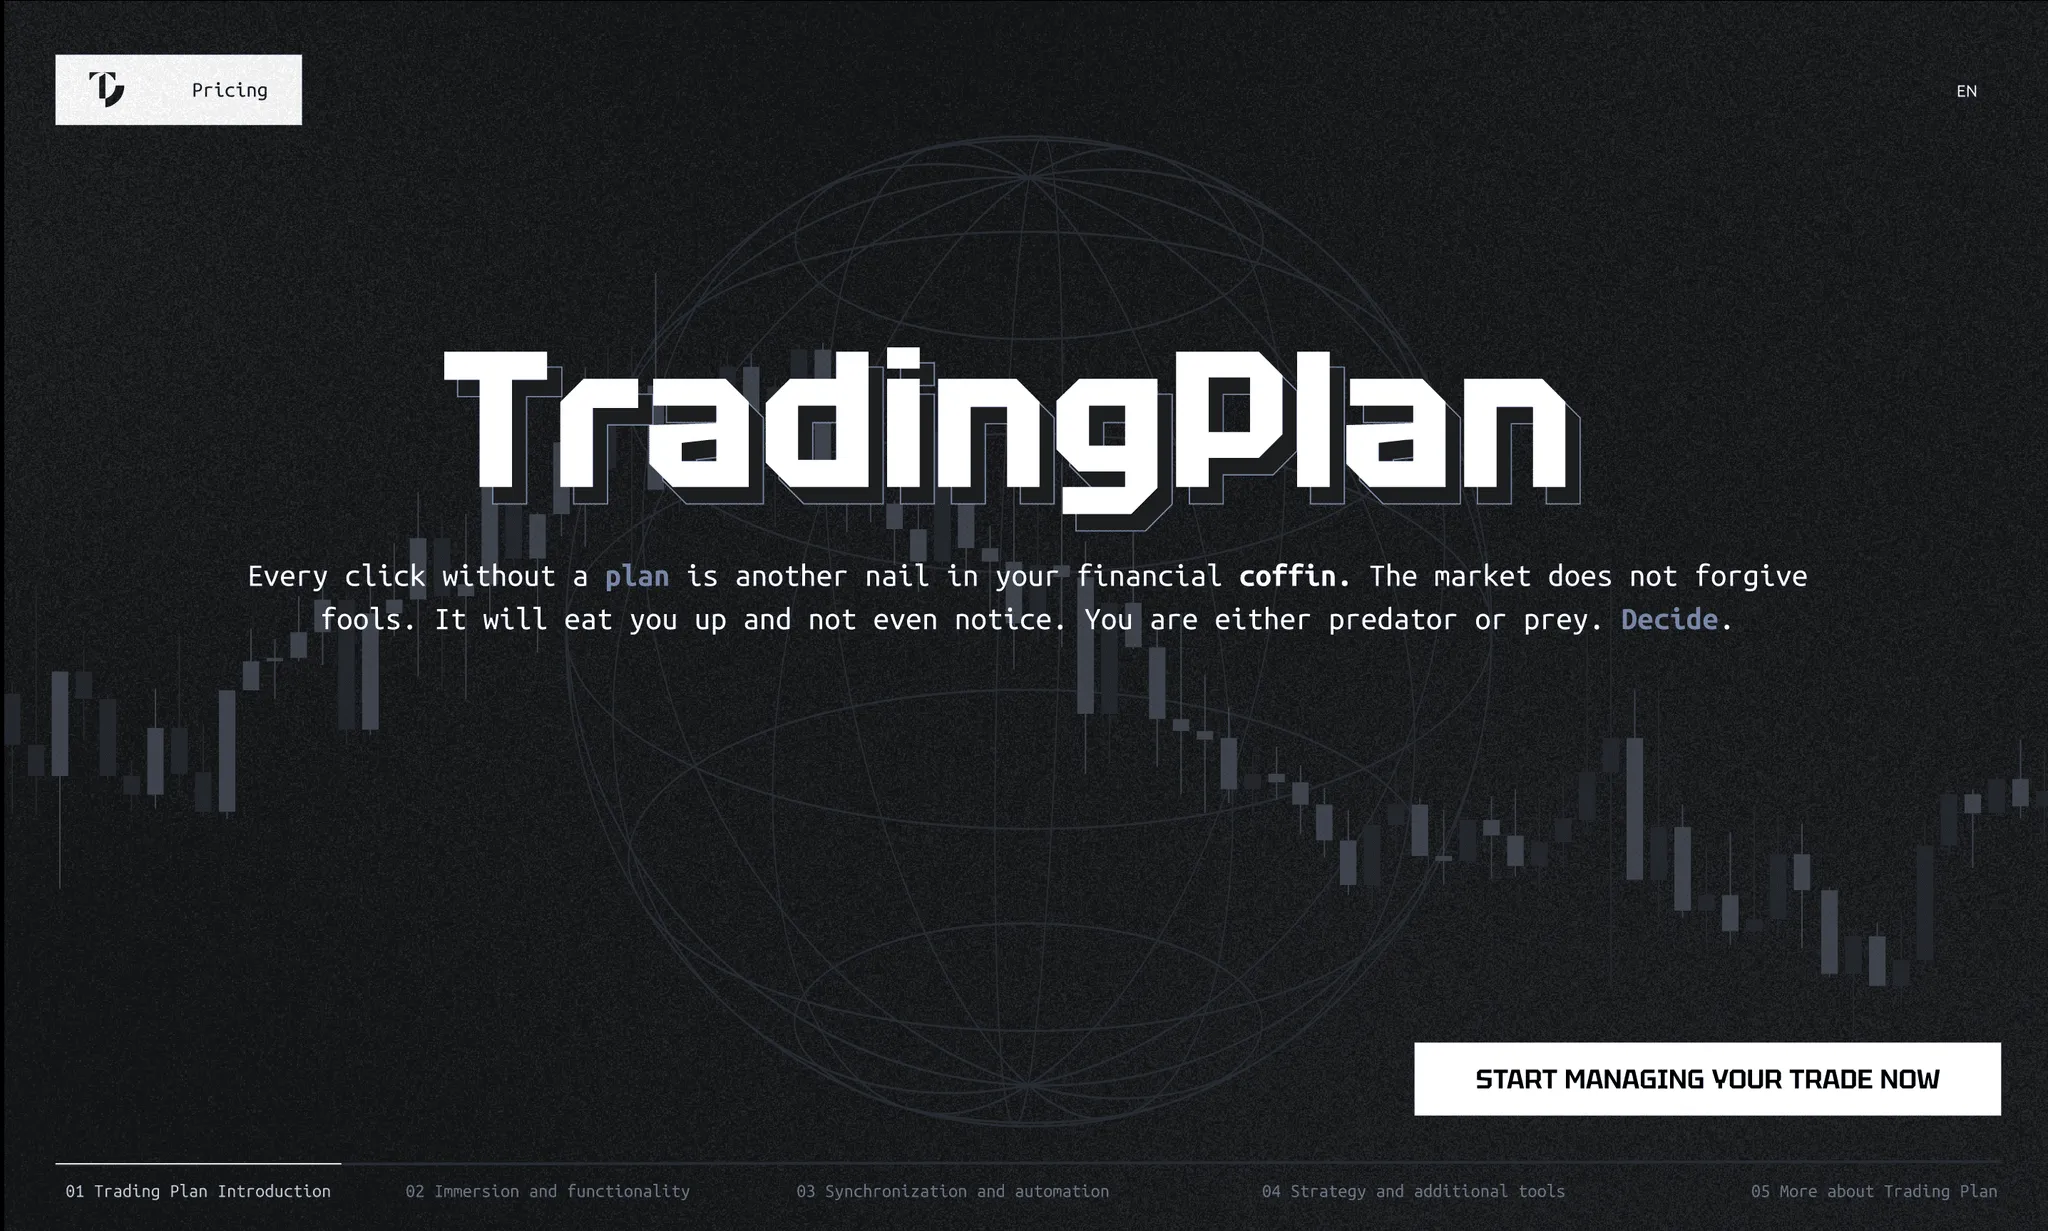 Pricing
EN
TradingPlan
Every click without a plan is another nail in your financial coffin. The market does not forgive
fools. It will eat you up and not even notice. You are either predator or prey. Decide.
START MANAGING YOUR TRADE NOW
01 Trading Plan Introduction
02 Immersion and functionality
03 Synchronization and automation
04 Strategy and additional tools
05 More about Trading Plan